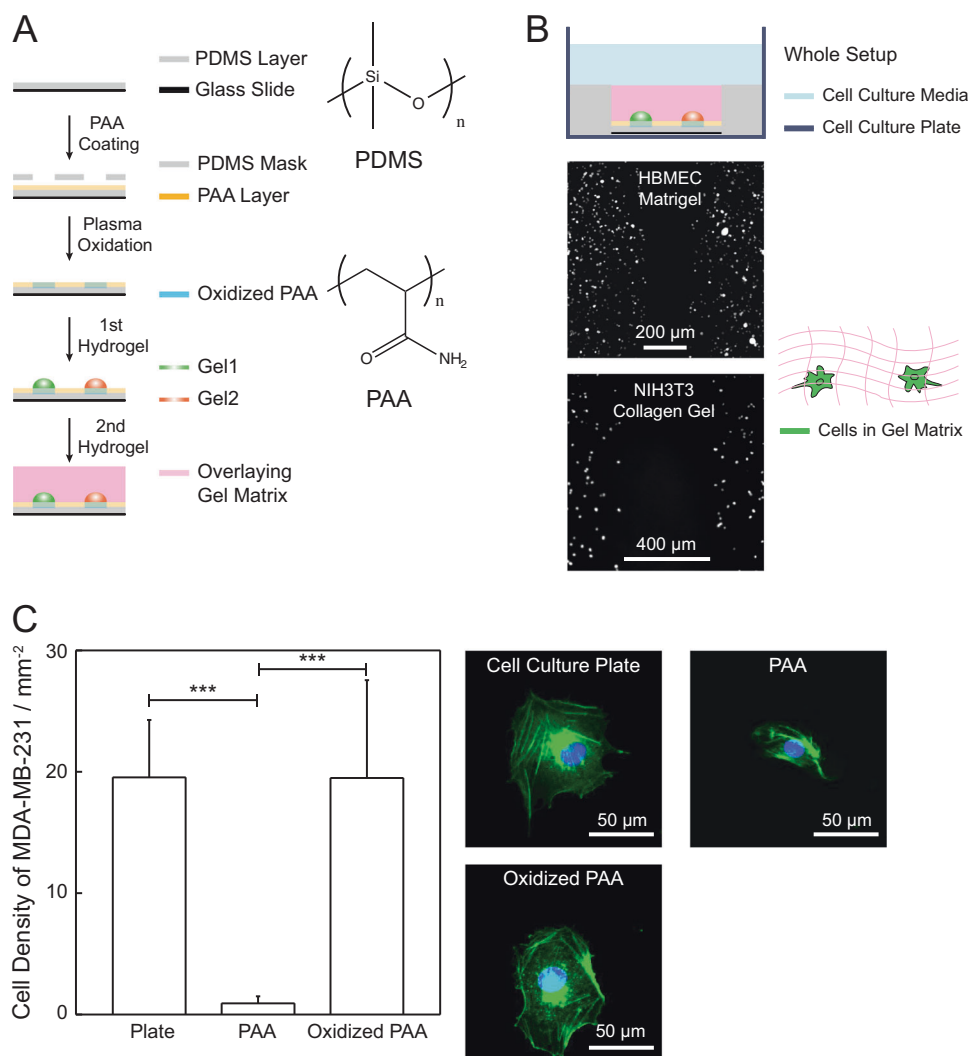 A
PDMS Layer
Glass Slide
PAA
Coating
PDMS Mask
PAA Layer
Plasma
Oxidation
Oxidized PAA
1st
Hydrogel
Gel1
Gel2
2nd
Hydrogel
Overlaying
Gel Matrix
Si
O
n
PDMS
n
O
NH₂
PAA
B
Whole Setup
Cell Culture Media
Cell Culture Plate
HBMEC
Matrigel
200 µm
NIH3T3
Collagen Gel
400 µm
Cells in Gel Matrix
C
Cell Density of MDA-MB-231 / mm⁻²
30
20
10
0
***
***
Plate
PAA
Oxidized PAA
Cell Culture Plate
50 µm
PAA
50 µm
Oxidized PAA
50 µm